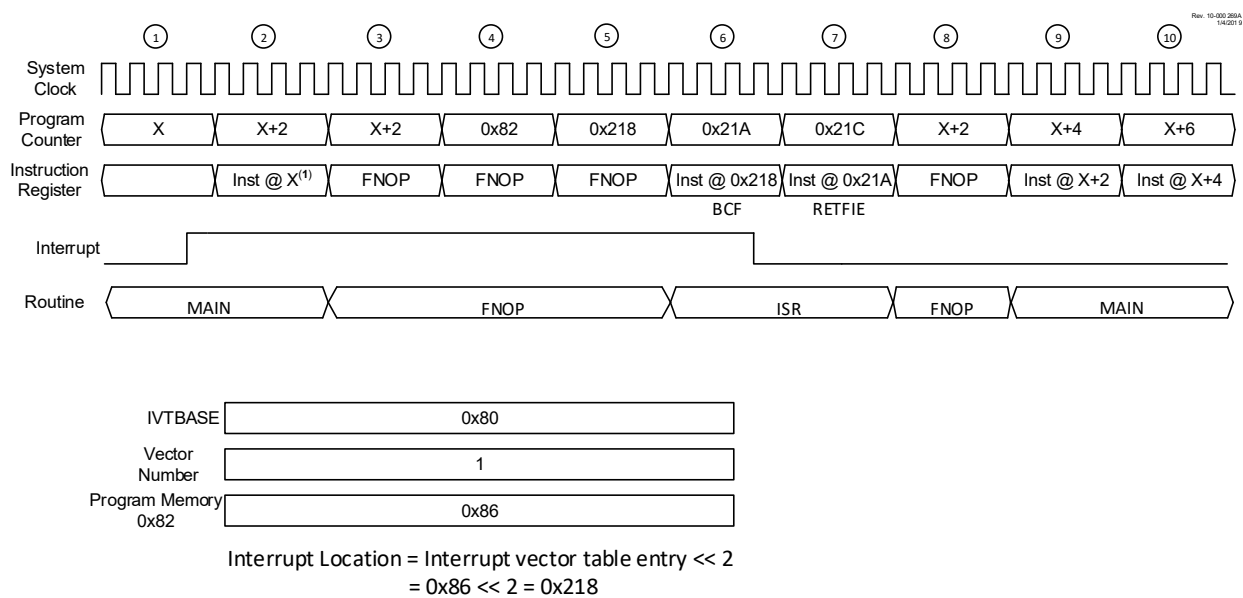 Rev. 10-000 269A
1/4/201 9
1 2 3 4 5 6 7 8 9 10
System
Clock
Program
Counter
X X+2 X+2 0x82 0x218 0x21A 0x21C X+2 X+4 X+6
Instruction
Register
Inst @ X(1) FNOP FNOP FNOP Inst @ 0x218 Inst @ 0x21A FNOP Inst @ X+2 Inst @ X+4
BCF RETFIE
Interrupt
Routine MAIN FNOP ISR FNOP MAIN
IVTBASE 0x80
Vector
Number
1
Program Memory
0x82
0x86
Interrupt Location = Interrupt vector table entry << 2
= 0x86 << 2 = 0x218